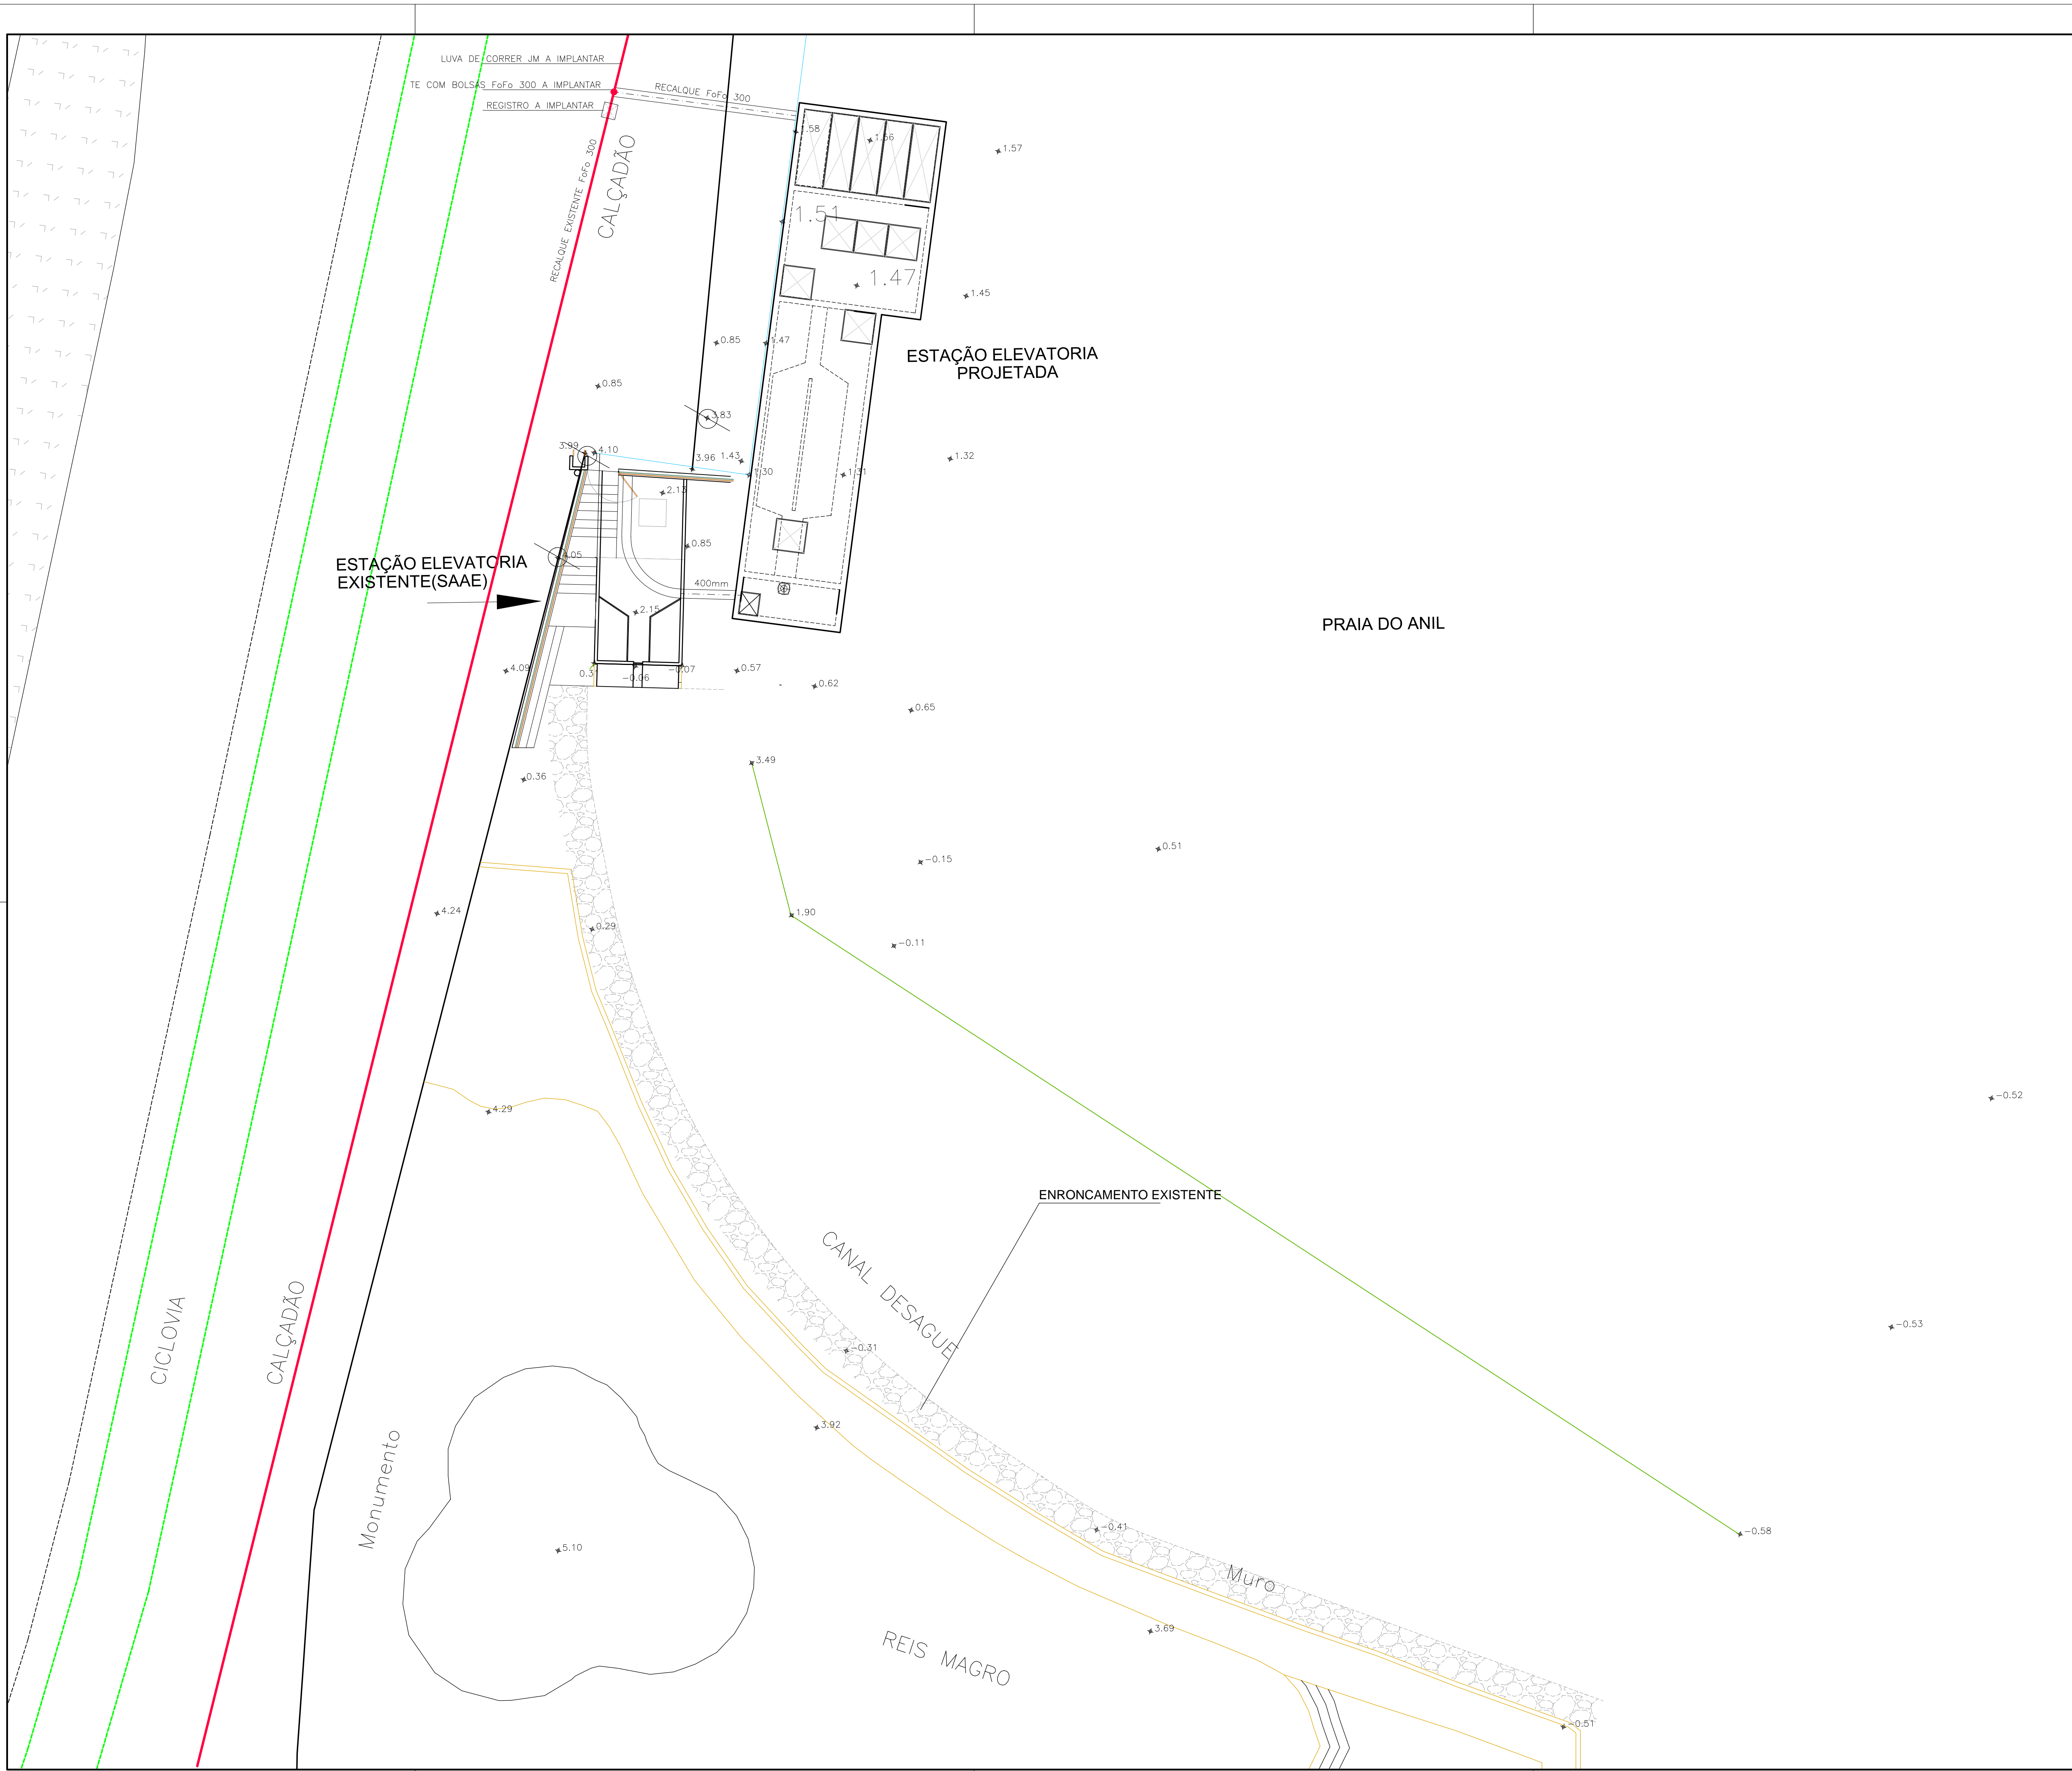 LUVA DE CORRER JM A IMPLANTAR
TE COM BOLSAS FoFo 300 A IMPLANTAR
REGISTRO A IMPLANTAR
RECALQUE FoFo 300
RECALQUE EXISTENTE FoFo 300
CALÇADÃO
1.58
1.56
1.57
1.51
1.47
1.45
0.85
1.47
ESTAÇÃO ELEVATORIA
PROJETADA
0.85
3.83
3.99
4.10
3.96
1.43
1.30
1.31
1.32
2.13
0.85
4.05
ESTAÇÃO ELEVATORIA
EXISTENTE(SAAE)
400mm
2.15
PRAIA DO ANIL
4.09
0.3
-0.06
-0.07
0.57
0.62
0.65
3.49
0.36
0.51
-0.15
4.24
1.90
0.29
-0.11
-0.52
4.29
ENRONCAMENTO EXISTENTE
CANAL DESAGUE
CICLOVIA
CALÇADÃO
-0.53
-0.31
3.92
Monumento
-0.41
-0.58
5.10
Muro
3.69
REIS MAGRO
-0.51